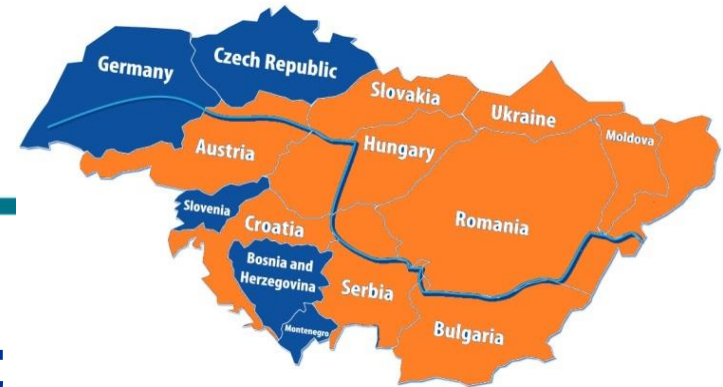 Germany
Czech Republic
Slovakia
Ukraine
Moldova
Austria
Hungary
Slovenia
Croatia
Romania
Bosnia and
Herzegovina
Serbia
Montenegro
Bulgaria